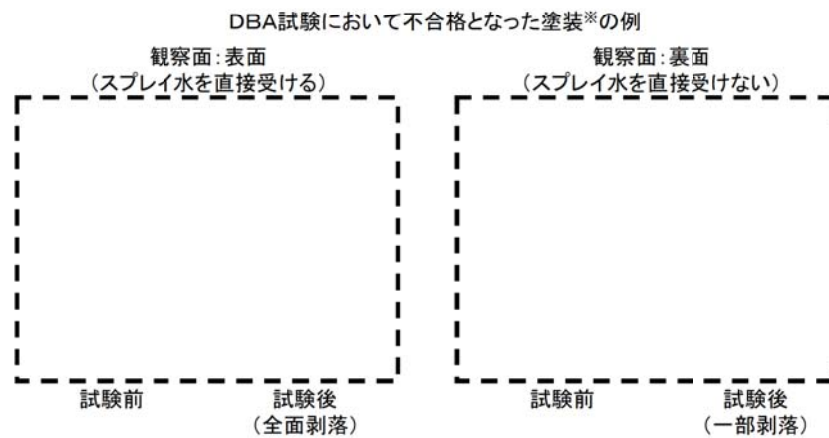 DBA試験において不合格となった塗装※の例
観察面：表面
（スプレイ水を直接受ける）
観察面：裏面
（スプレイ水を直接受けない）
試験前
試験後
（全面剥落）
試験前
試験後
（一部剥落）